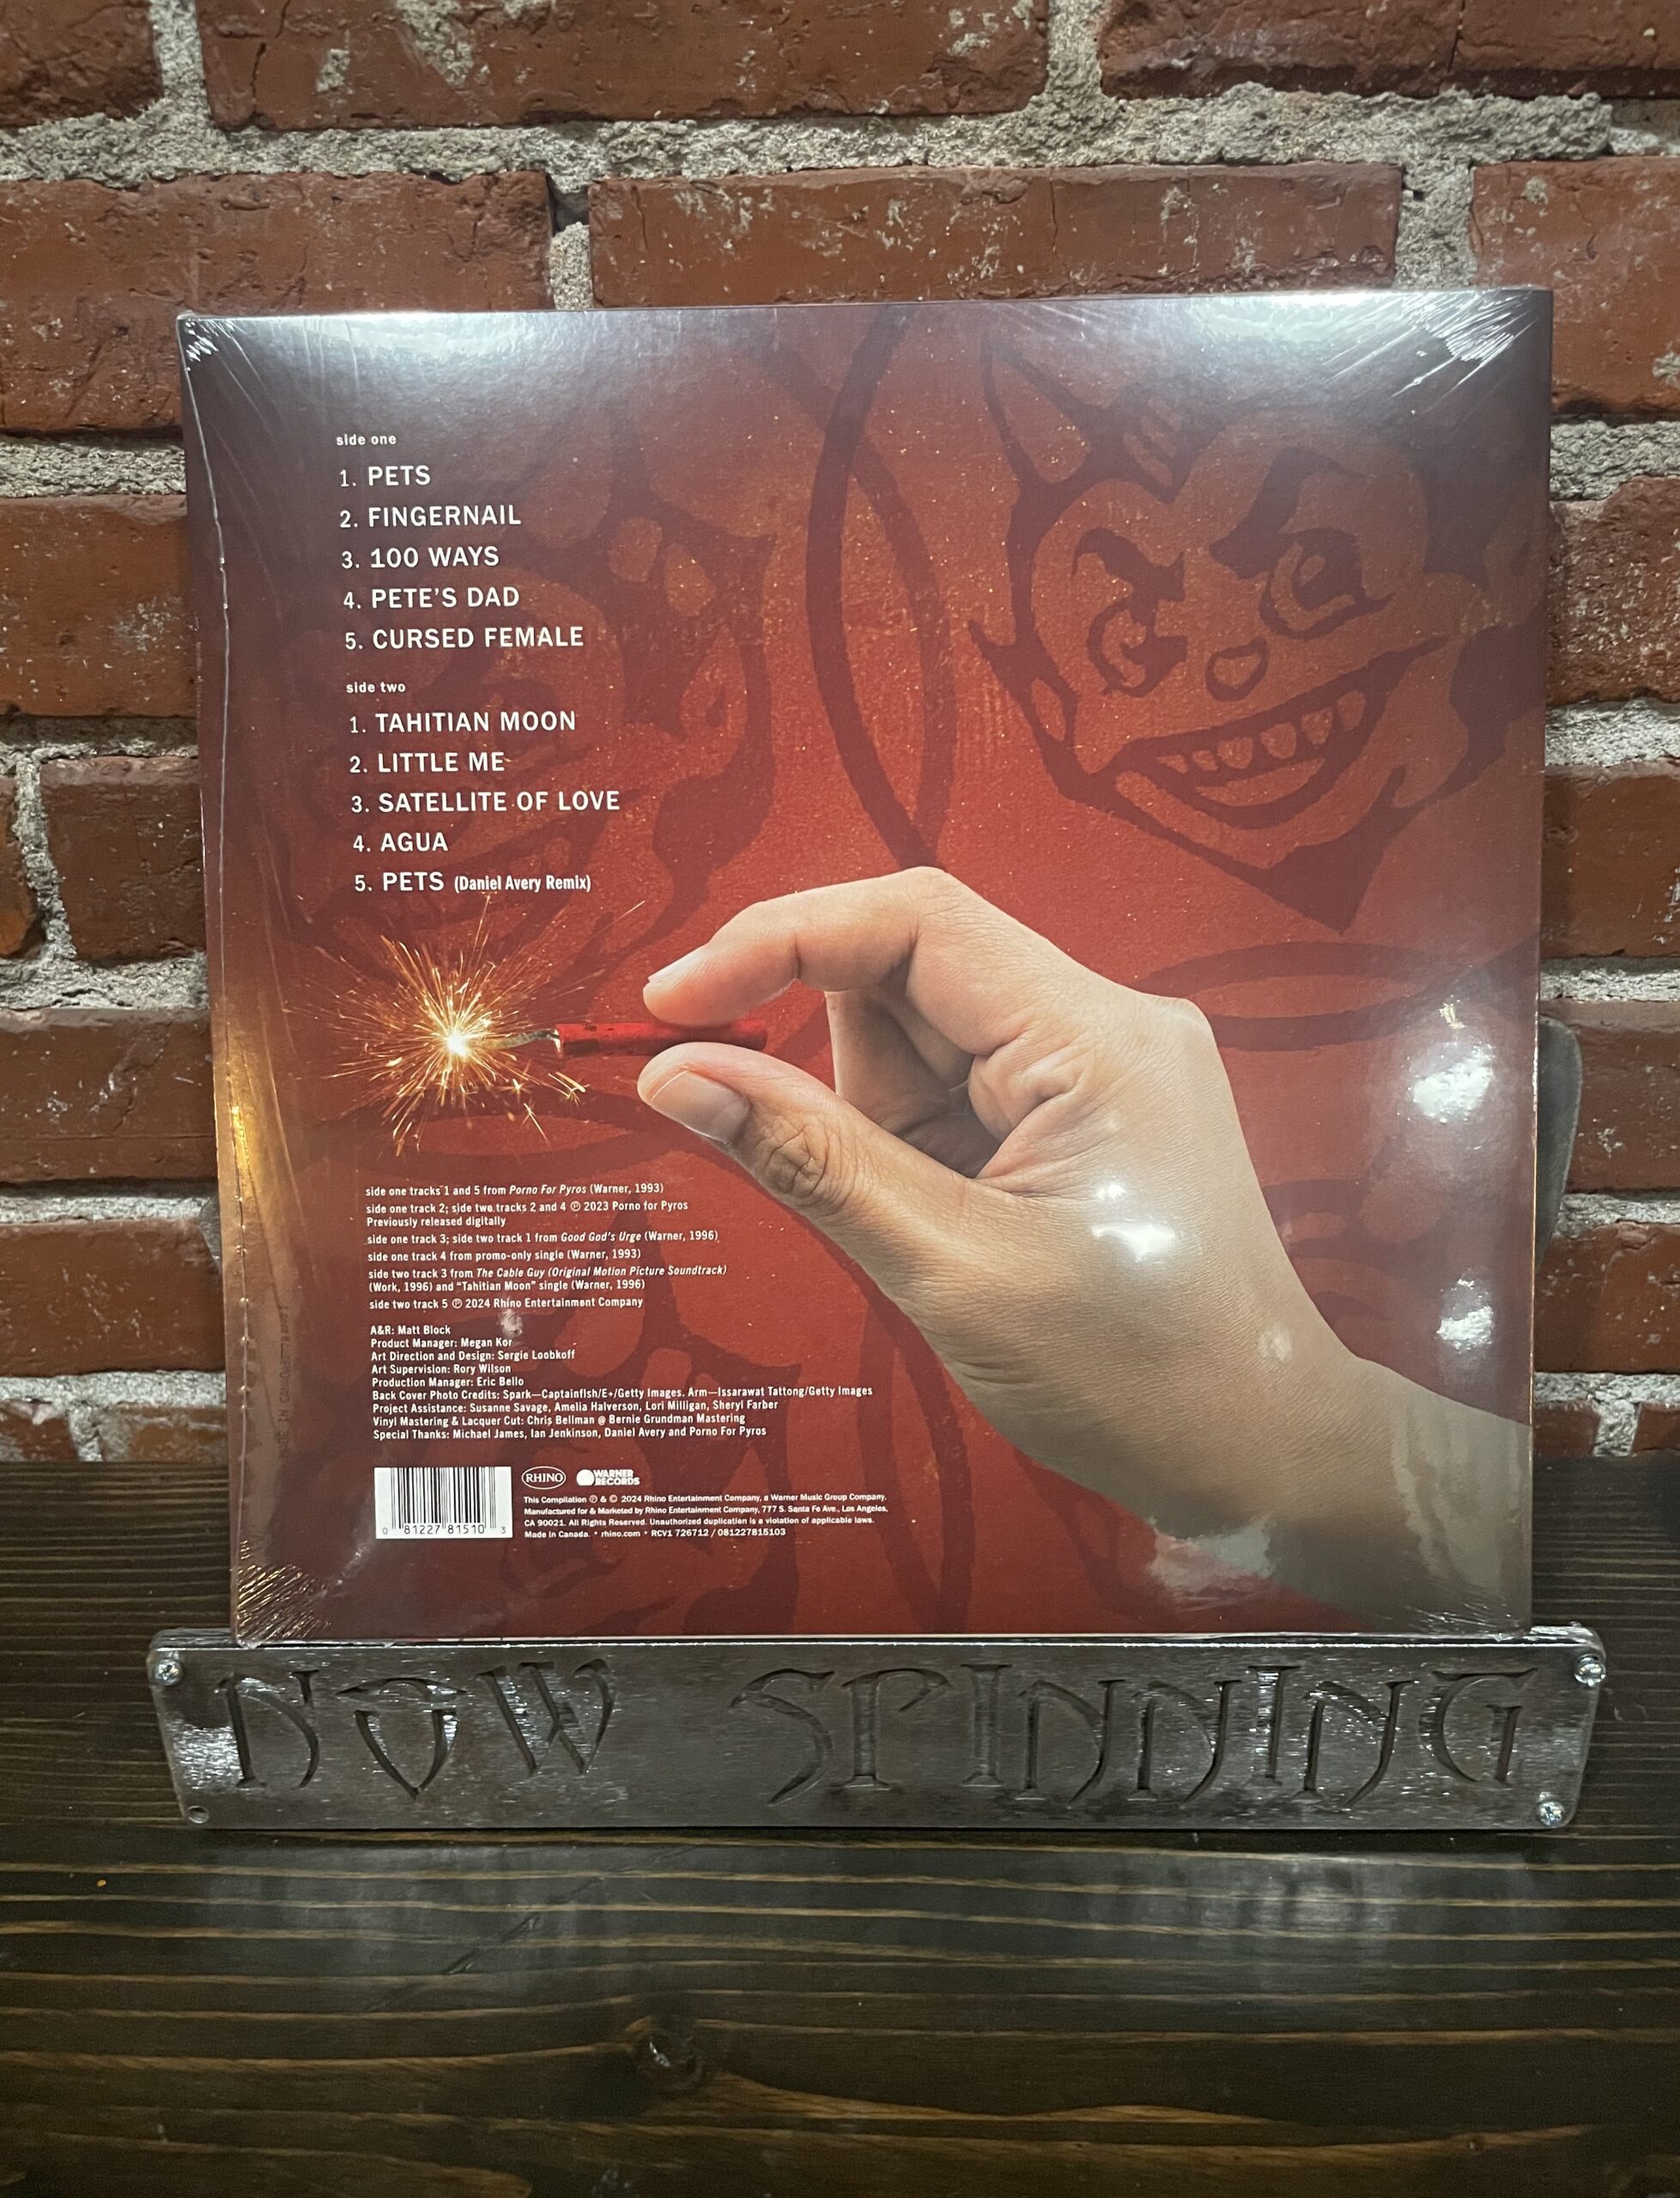 side one
1. PETS
2. FINGERNAIL
3. 100 WAYS
4. PETE'S DAD
5. CURSED FEMALE
side two
1. TAHITIAN MOON
2. LITTLE ME
3. SATELLITE OF LOVE
4. AGUA
5. PETS (Daniel Avery Remix)
side one tracks 1 and 5 from Porno For Pyros (Warner, 1993)
side one track 2; side two tracks 2 and 4 ℗ 2023 Porno for Pyros
Previously released digitally
side one track 3; side two track 1 from Good God's Urge (Warner, 1996)
side one track 4 from promo-only single (Warner, 1993)
side two track 3 from The Cable Guy (Original Motion Picture Soundtrack)
(Work, 1996) and "Tahitian Moon" single (Warner, 1996)
side two track 5 ℗ 2024 Rhino Entertainment Company
A&R: Matt Block
Product Manager: Megan Kor
Art Direction and Design: Sergie Loobkoff
Art Supervision: Rory Wilson
Production Manager: Eric Bello
Back Cover Photo Credits: Spark—Captainflsh/E+/Getty Images. Arm—Issarawat Tattong/Getty Images
Project Assistance: Susanne Savage, Amelia Halverson, Lori Milligan, Sheryl Farber
Vinyl Mastering & Lacquer Cut: Chris Bellman @ Bernie Grundman Mastering
Special Thanks: Michael James, Ian Jenkinson, Daniel Avery and Porno For Pyros
RHINO WARNER RECORDS
This Compilation ℗ & © 2024 Rhino Entertainment Company, a Warner Music Group Company.
Manufactured for & Marketed by Rhino Entertainment Company, 777 S. Santa Fe Ave., Los Angeles,
CA 90021. All Rights Reserved. Unauthorized duplication is a violation of applicable laws.
Made in Canada. • rhino.com • RCV1 726712 / 081227815103
0 81227 81510 3
NOW SPINNING